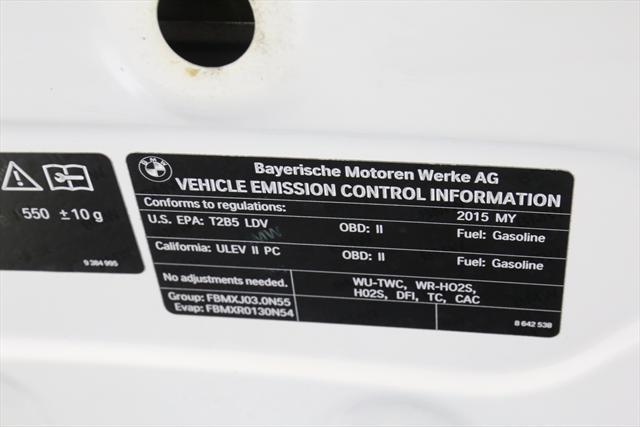 BMW
Bayerische Motoren Werke AG
VEHICLE EMISSION CONTROL INFORMATION
Conforms to regulations: 2015 MY
U.S. EPA: T2B5 LDV OBD: II Fuel: Gasoline
California: ULEV II PC OBD: II Fuel: Gasoline
No adjustments needed. WU-TWC, WR-HO2S,
HO2S, DFI, TC, CAC
Group: FBMXJ03.0N55
Evap: FBMXR0130N54 8 642 538
550 ±10 g
9 384 995